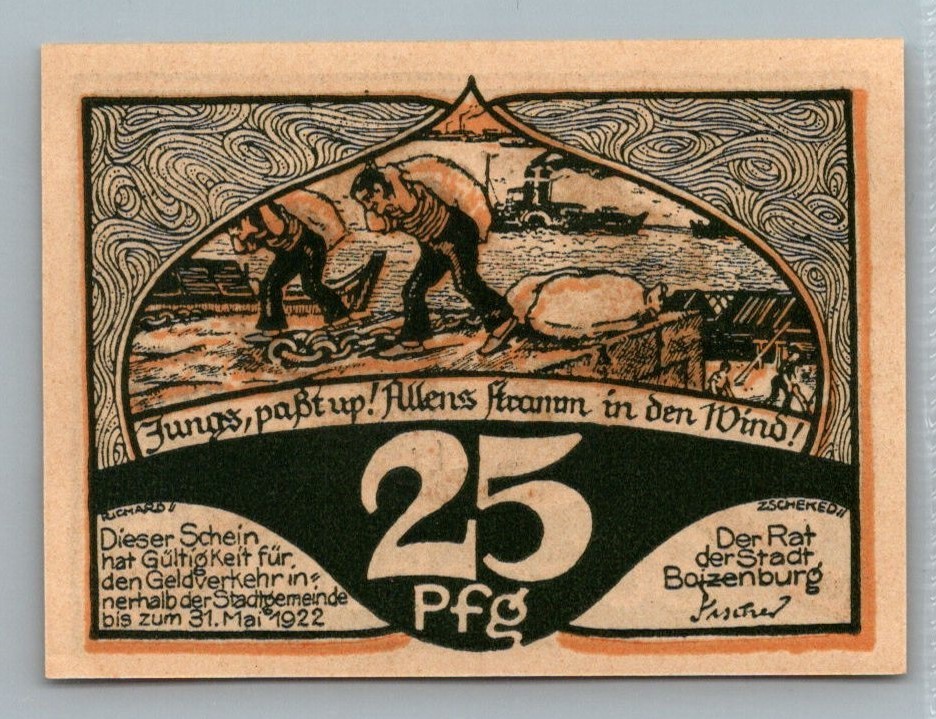 Jungs, paßt up! Allens stramm in den Wind!
25
Pfg
RICHARD
ZSCHEKED
Dieser Schein
hat Gültigkeit für
den Geldverkehr in=
nerhalb der Stadtgemeinde
bis zum 31. Mai 1922
Der Rat
der Stadt
Boizenburg